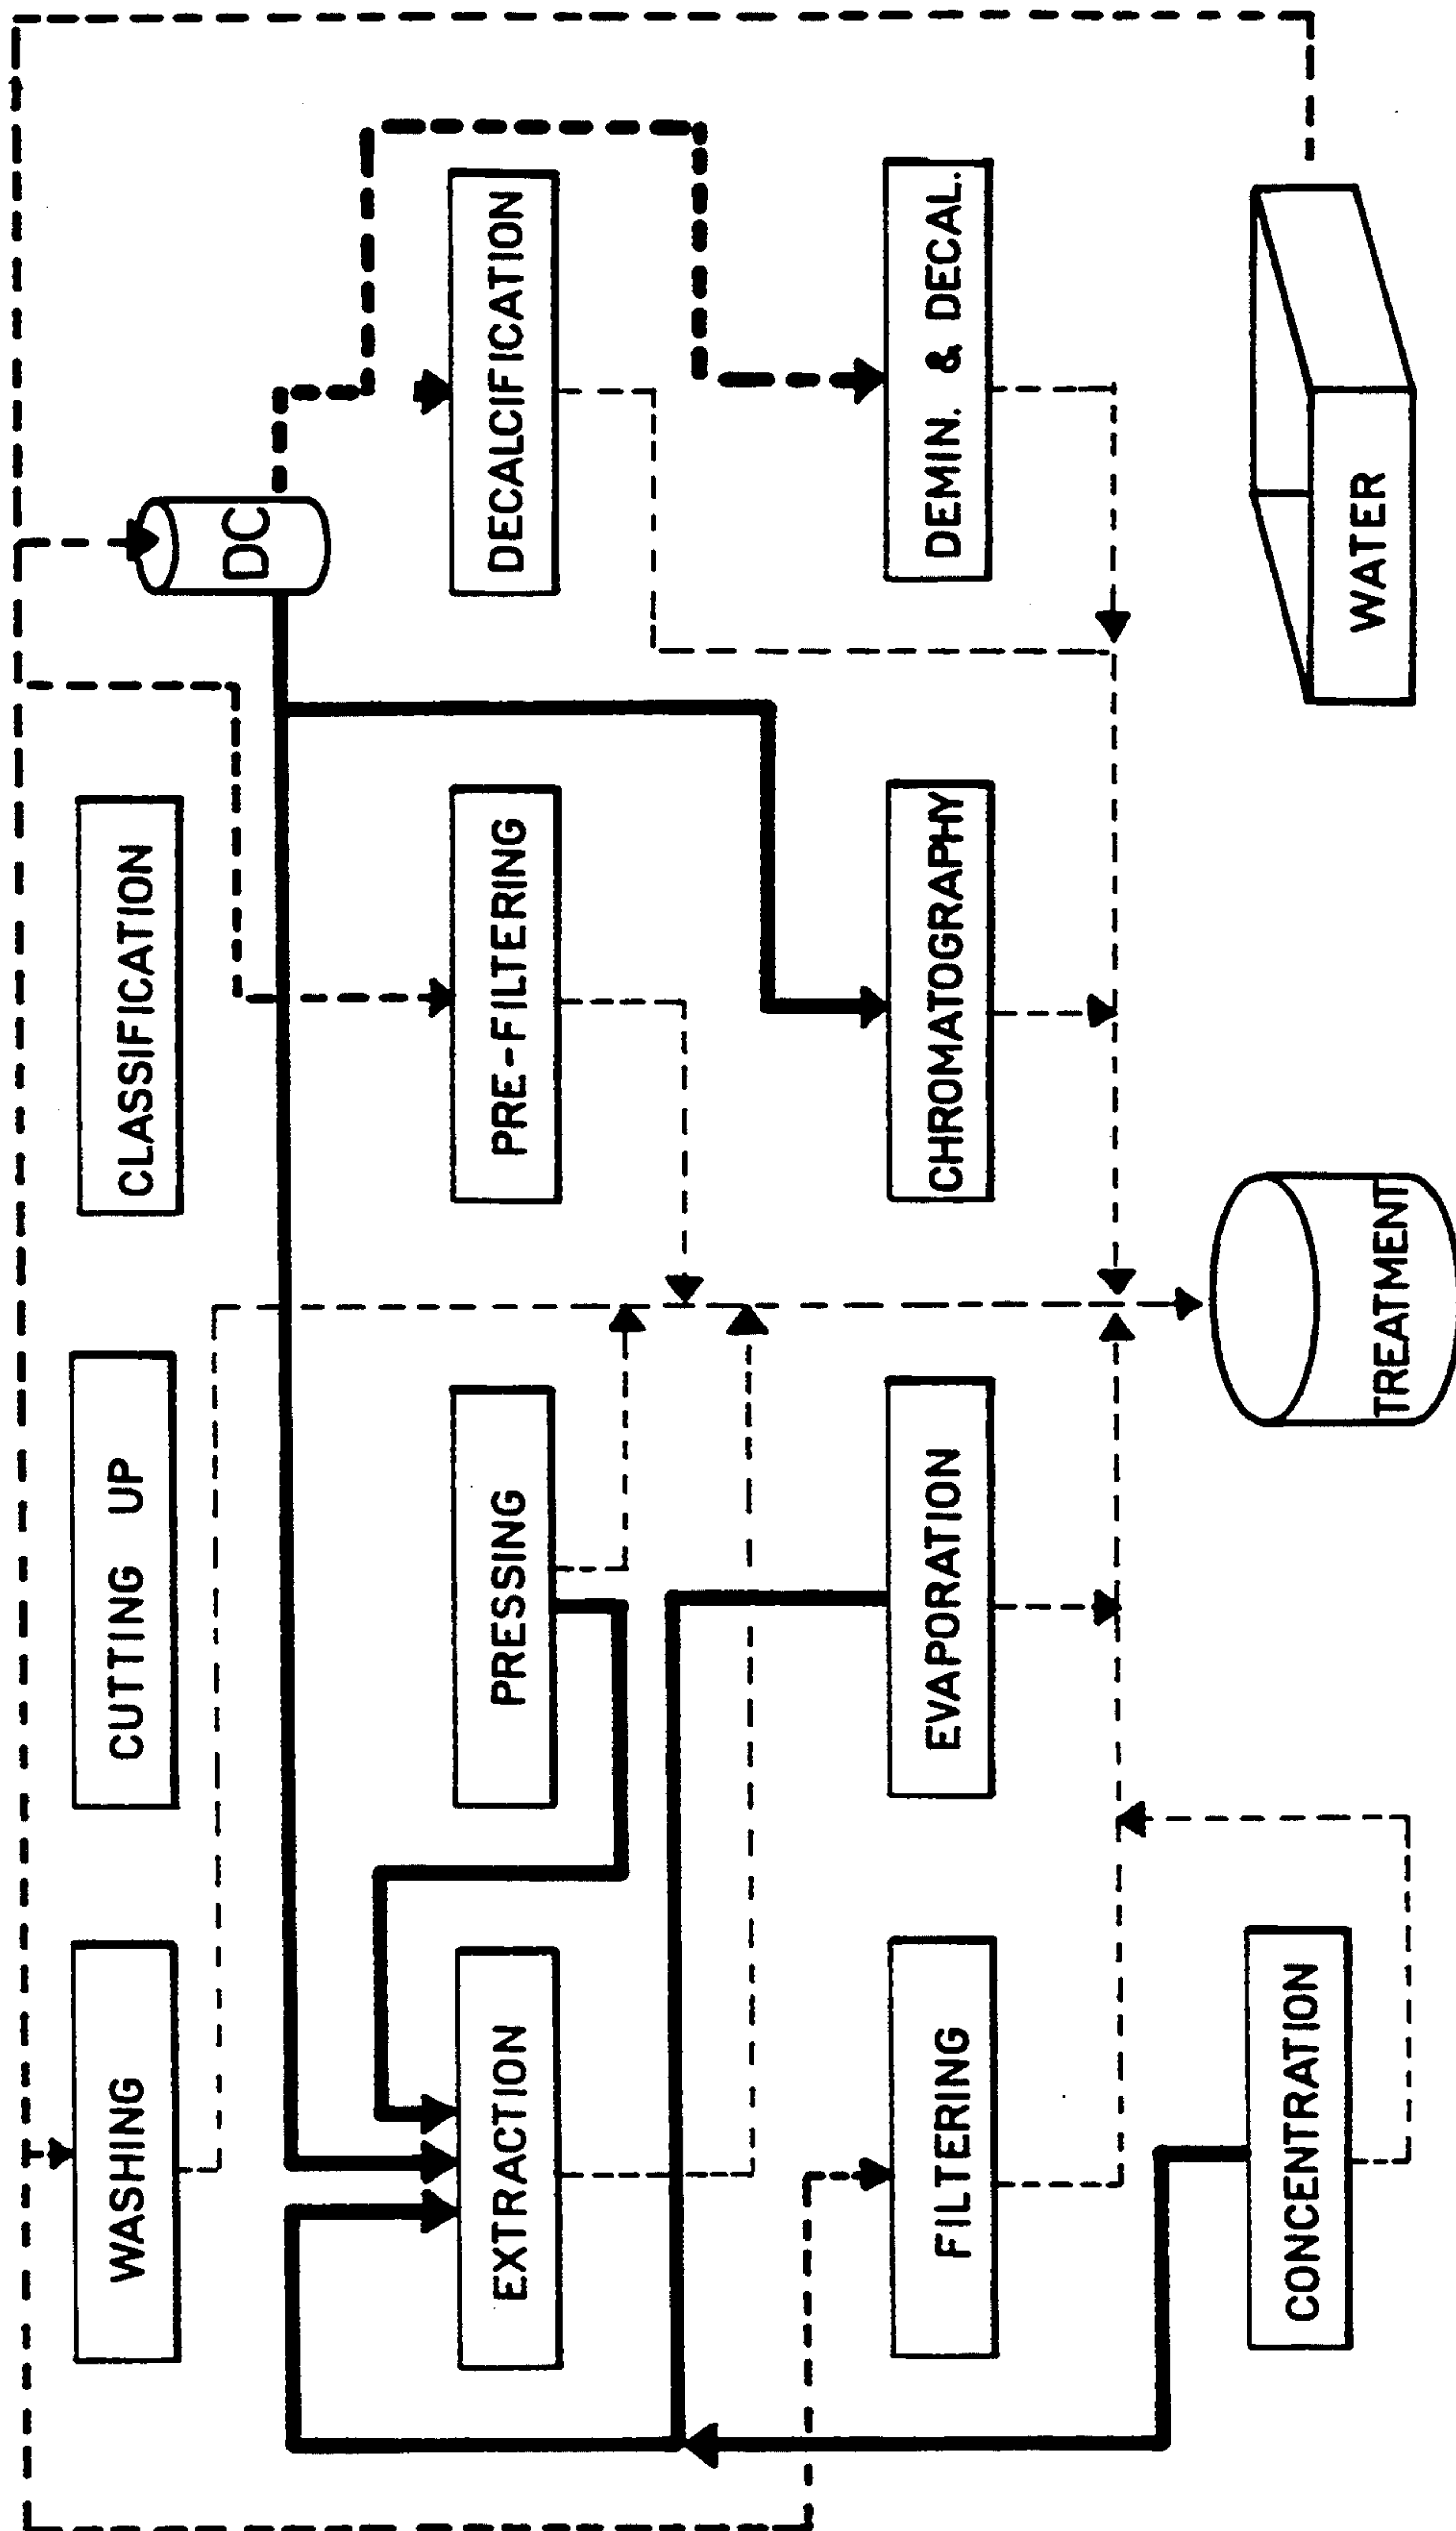 WASHING
CUTTING UP
CLASSIFICATION
DC
EXTRACTION
PRESSING
PRE-FILTERING
DECALCIFICATION
FILTERING
EVAPORATION
CHROMATOGRAPHY
DEMIN. & DECAL.
CONCENTRATION
TREATMENT
WATER